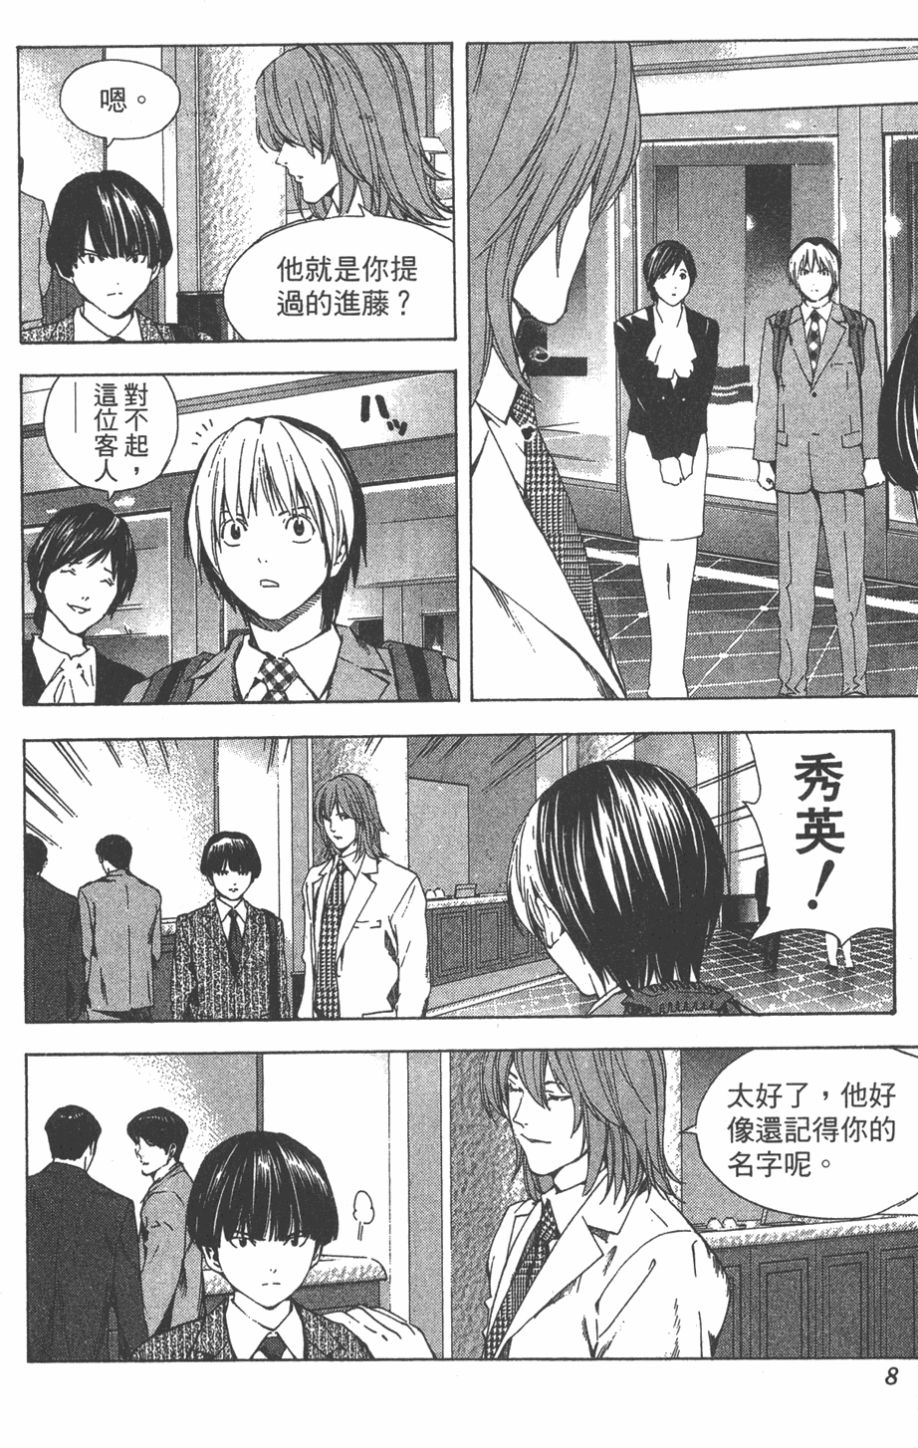 他就是你提
過的進藤？
嗯。
バッ
對不起，
這位客人
——
秀英！
太好了，他好
像還記得你的
名字呢。
8